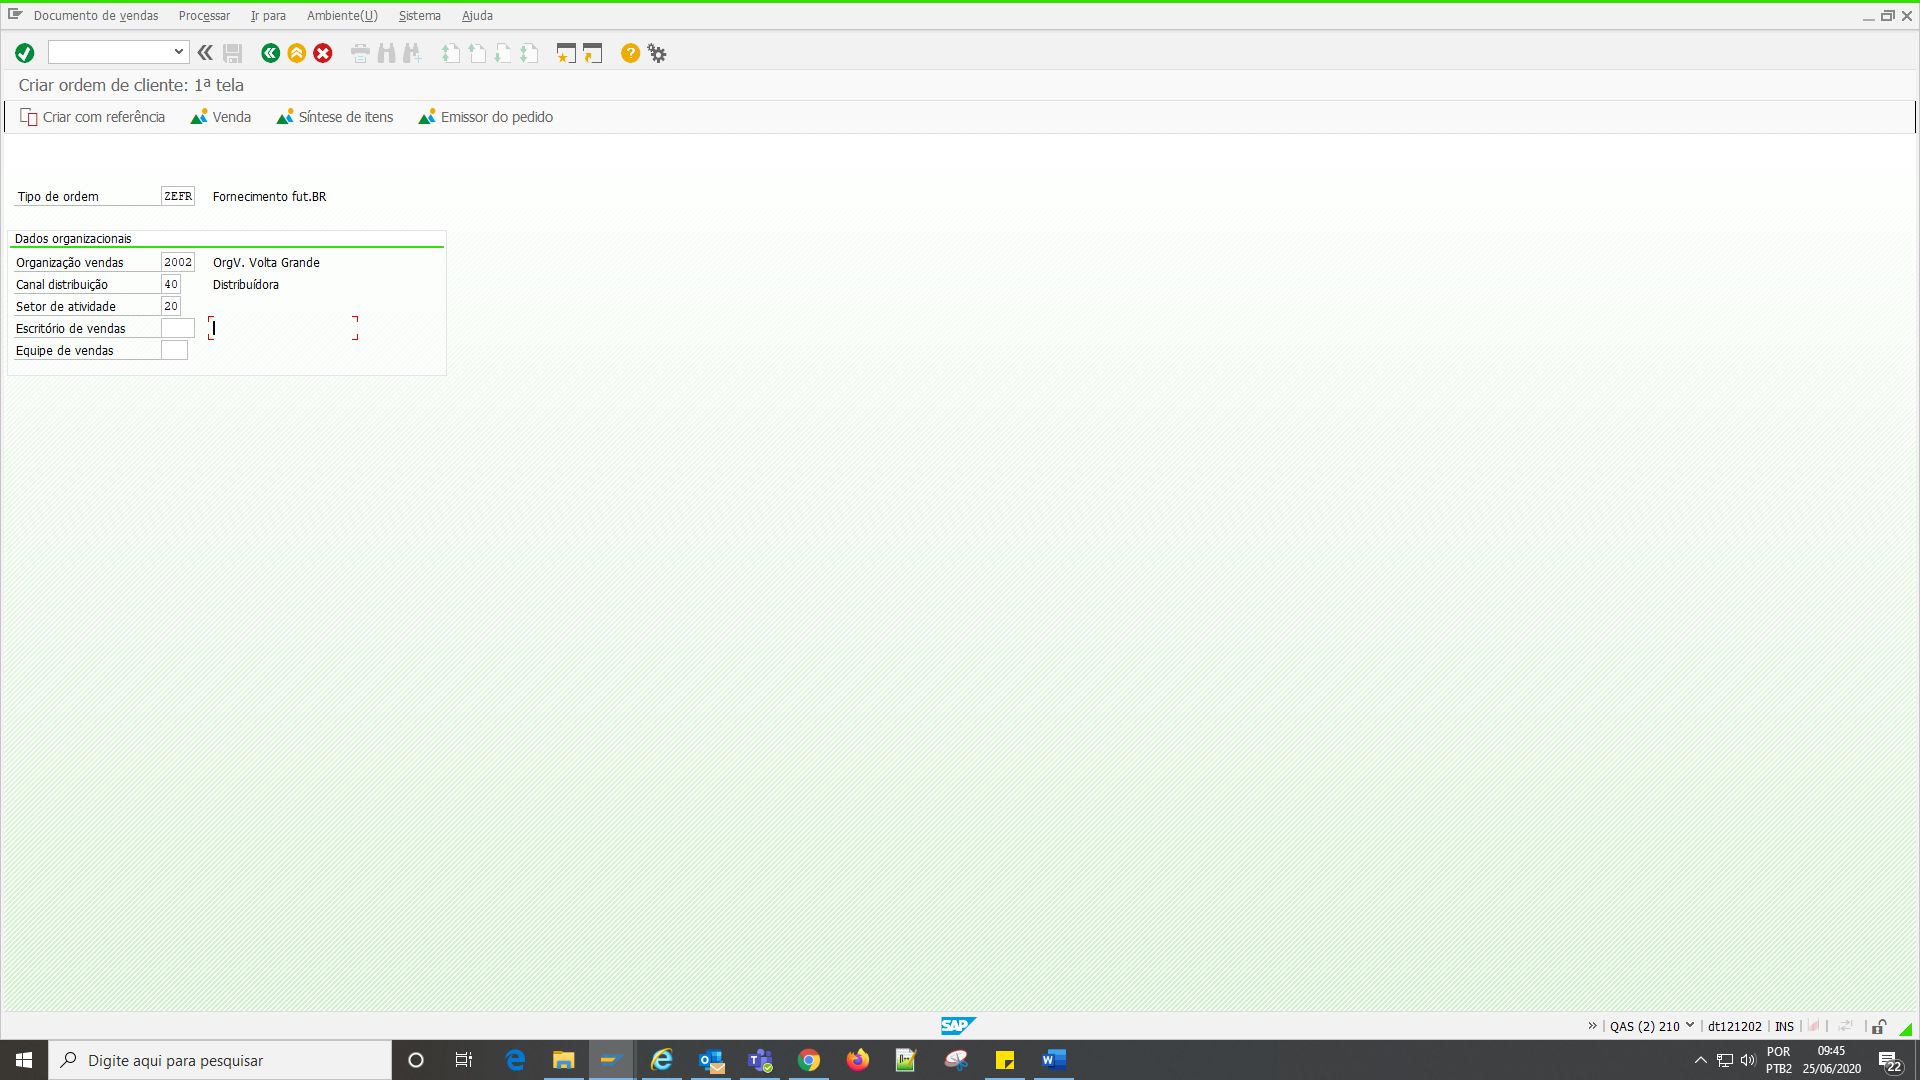 Documento de vendas Processar Ir para Ambiente(U) Sistema Ajuda
Criar ordem de cliente: 1ª tela
Criar com referência Venda Síntese de itens Emissor do pedido
Tipo de ordem ZEFR Fornecimento fut.BR
Dados organizacionais
Organização vendas 2002 OrgV. Volta Grande
Canal distribuição 40 Distribuídora
Setor de atividade 20
Escritório de vendas
Equipe de vendas
SAP QAS (2) 210 dt121202 INS
Digite aqui para pesquisar
POR 09:45
PTB2 25/06/2020 22